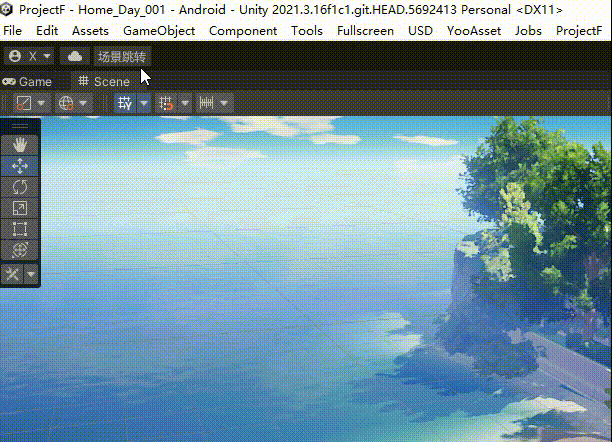 ProjectF - Home_Day_001 - Android - Unity 2021.3.16f1c1.git.HEAD.5692413 Personal <DX11>
File Edit Assets GameObject Component Tools Fullscreen USD YooAsset Jobs ProjectF
X 场景跳转
Game Scene